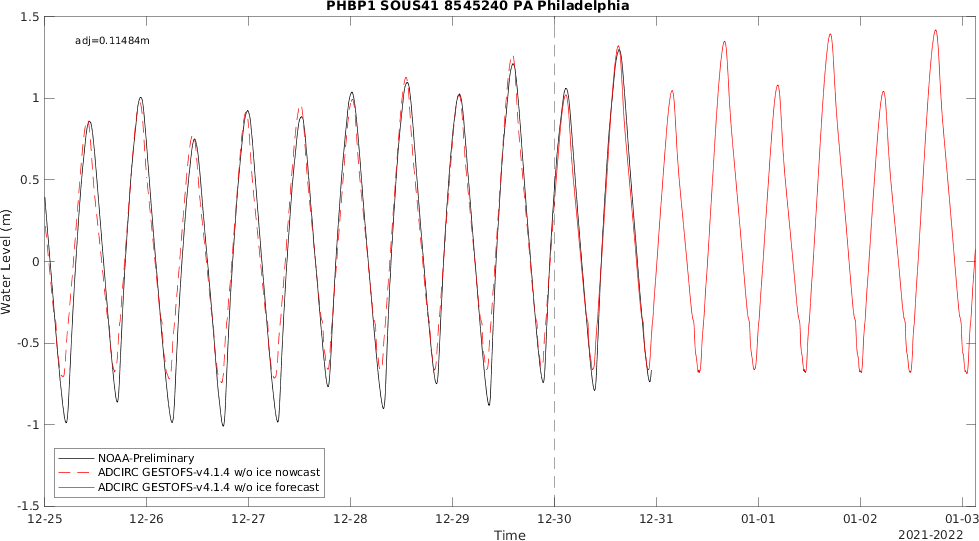 PHBP1 SOUS41 8545240 PA Philadelphia
adj=0.11484m
1.5
1
0.5
0
-0.5
-1
-1.5
Water Level (m)
NOAA-Preliminary
ADCIRC GESTOFS-v4.1.4 w/o ice nowcast
ADCIRC GESTOFS-v4.1.4 w/o ice forecast
12-25 12-26 12-27 12-28 12-29 12-30 12-31 01-01 01-02 01-03
Time
2021-2022